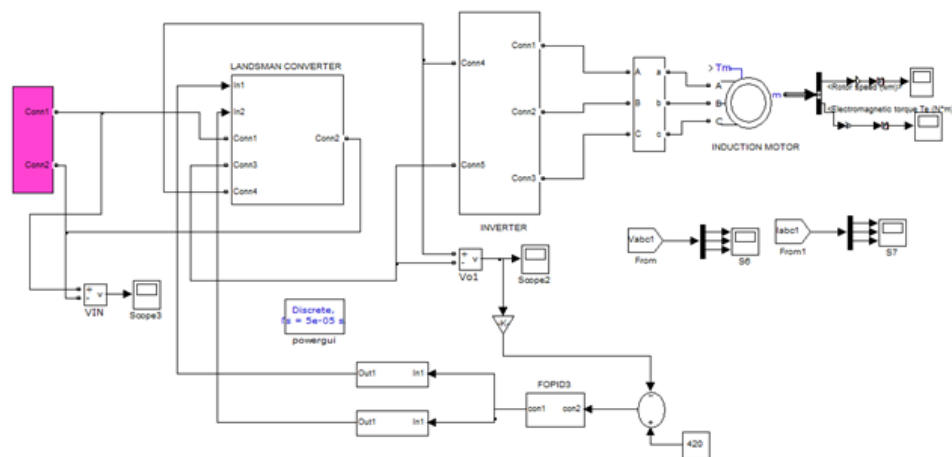 LANDSMAN CONVERTER
In1
In2
Conn1
Conn3
Conn4
Conn2
Conn1
Conn2
Conn4
Conn5
Conn1
Conn2
Conn3
INVERTER
A
B
C
a
b
c
Tm
A
B
C
m
INDUCTION MOTOR
<Rotor speed (wm)>
<Electromagnetic torque Te (N*m)
Vabc1
From
S6
Iabc1
From1
S7
+
-
v
VIN
Scope3
+
-
v
Vo1
Scope2
Discrete,
Ts = 5e-05 s
powergui
K
Out1
In1
Out1
In1
FOPID3
con1
con2
+
420